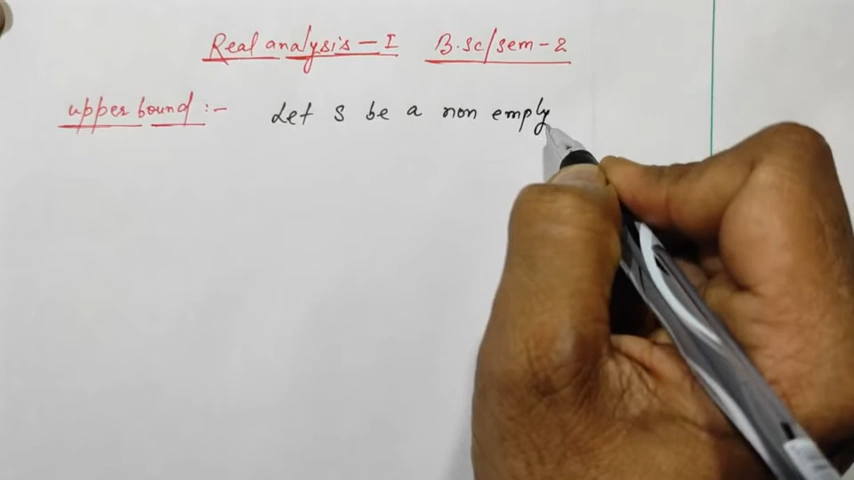 Real analysis - I B.sc/sem - 2
upper bound :- Let S be a non empty